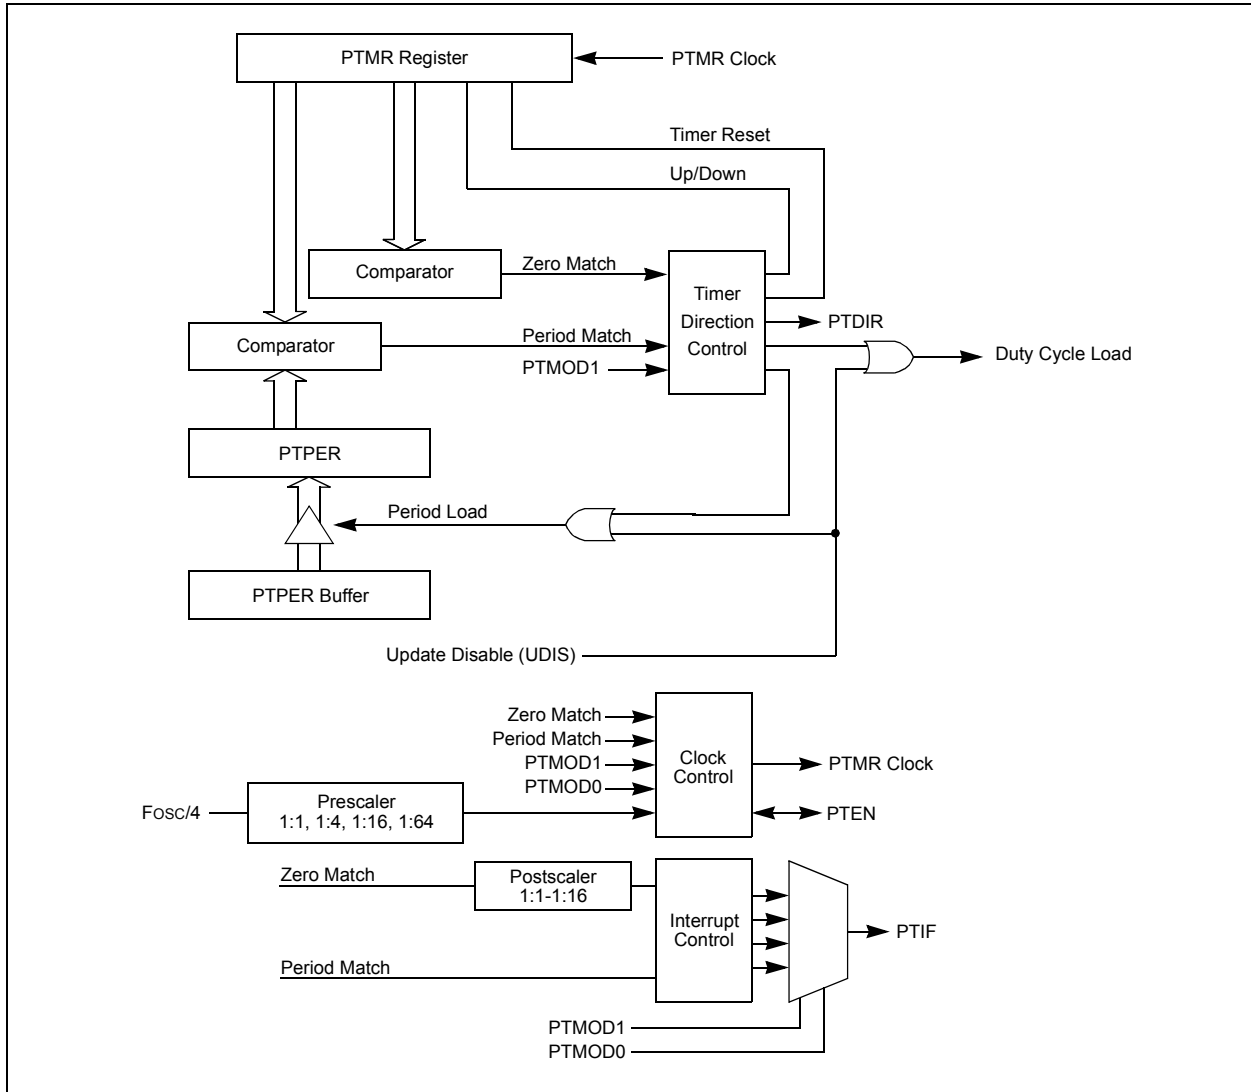 PTMR Register
PTMR Clock
Timer Reset
Up/Down
Comparator
Zero Match
Timer
Direction
Control
PTDIR
Comparator
Period Match
PTMOD1
Duty Cycle Load
PTPER
Period Load
PTPER Buffer
Update Disable (UDIS)
Zero Match
Period Match
PTMOD1
PTMOD0
Clock
Control
PTMR Clock
PTEN
FOSC/4
Prescaler
1:1, 1:4, 1:16, 1:64
Zero Match
Postscaler
1:1-1:16
Interrupt
Control
PTIF
Period Match
PTMOD1
PTMOD0